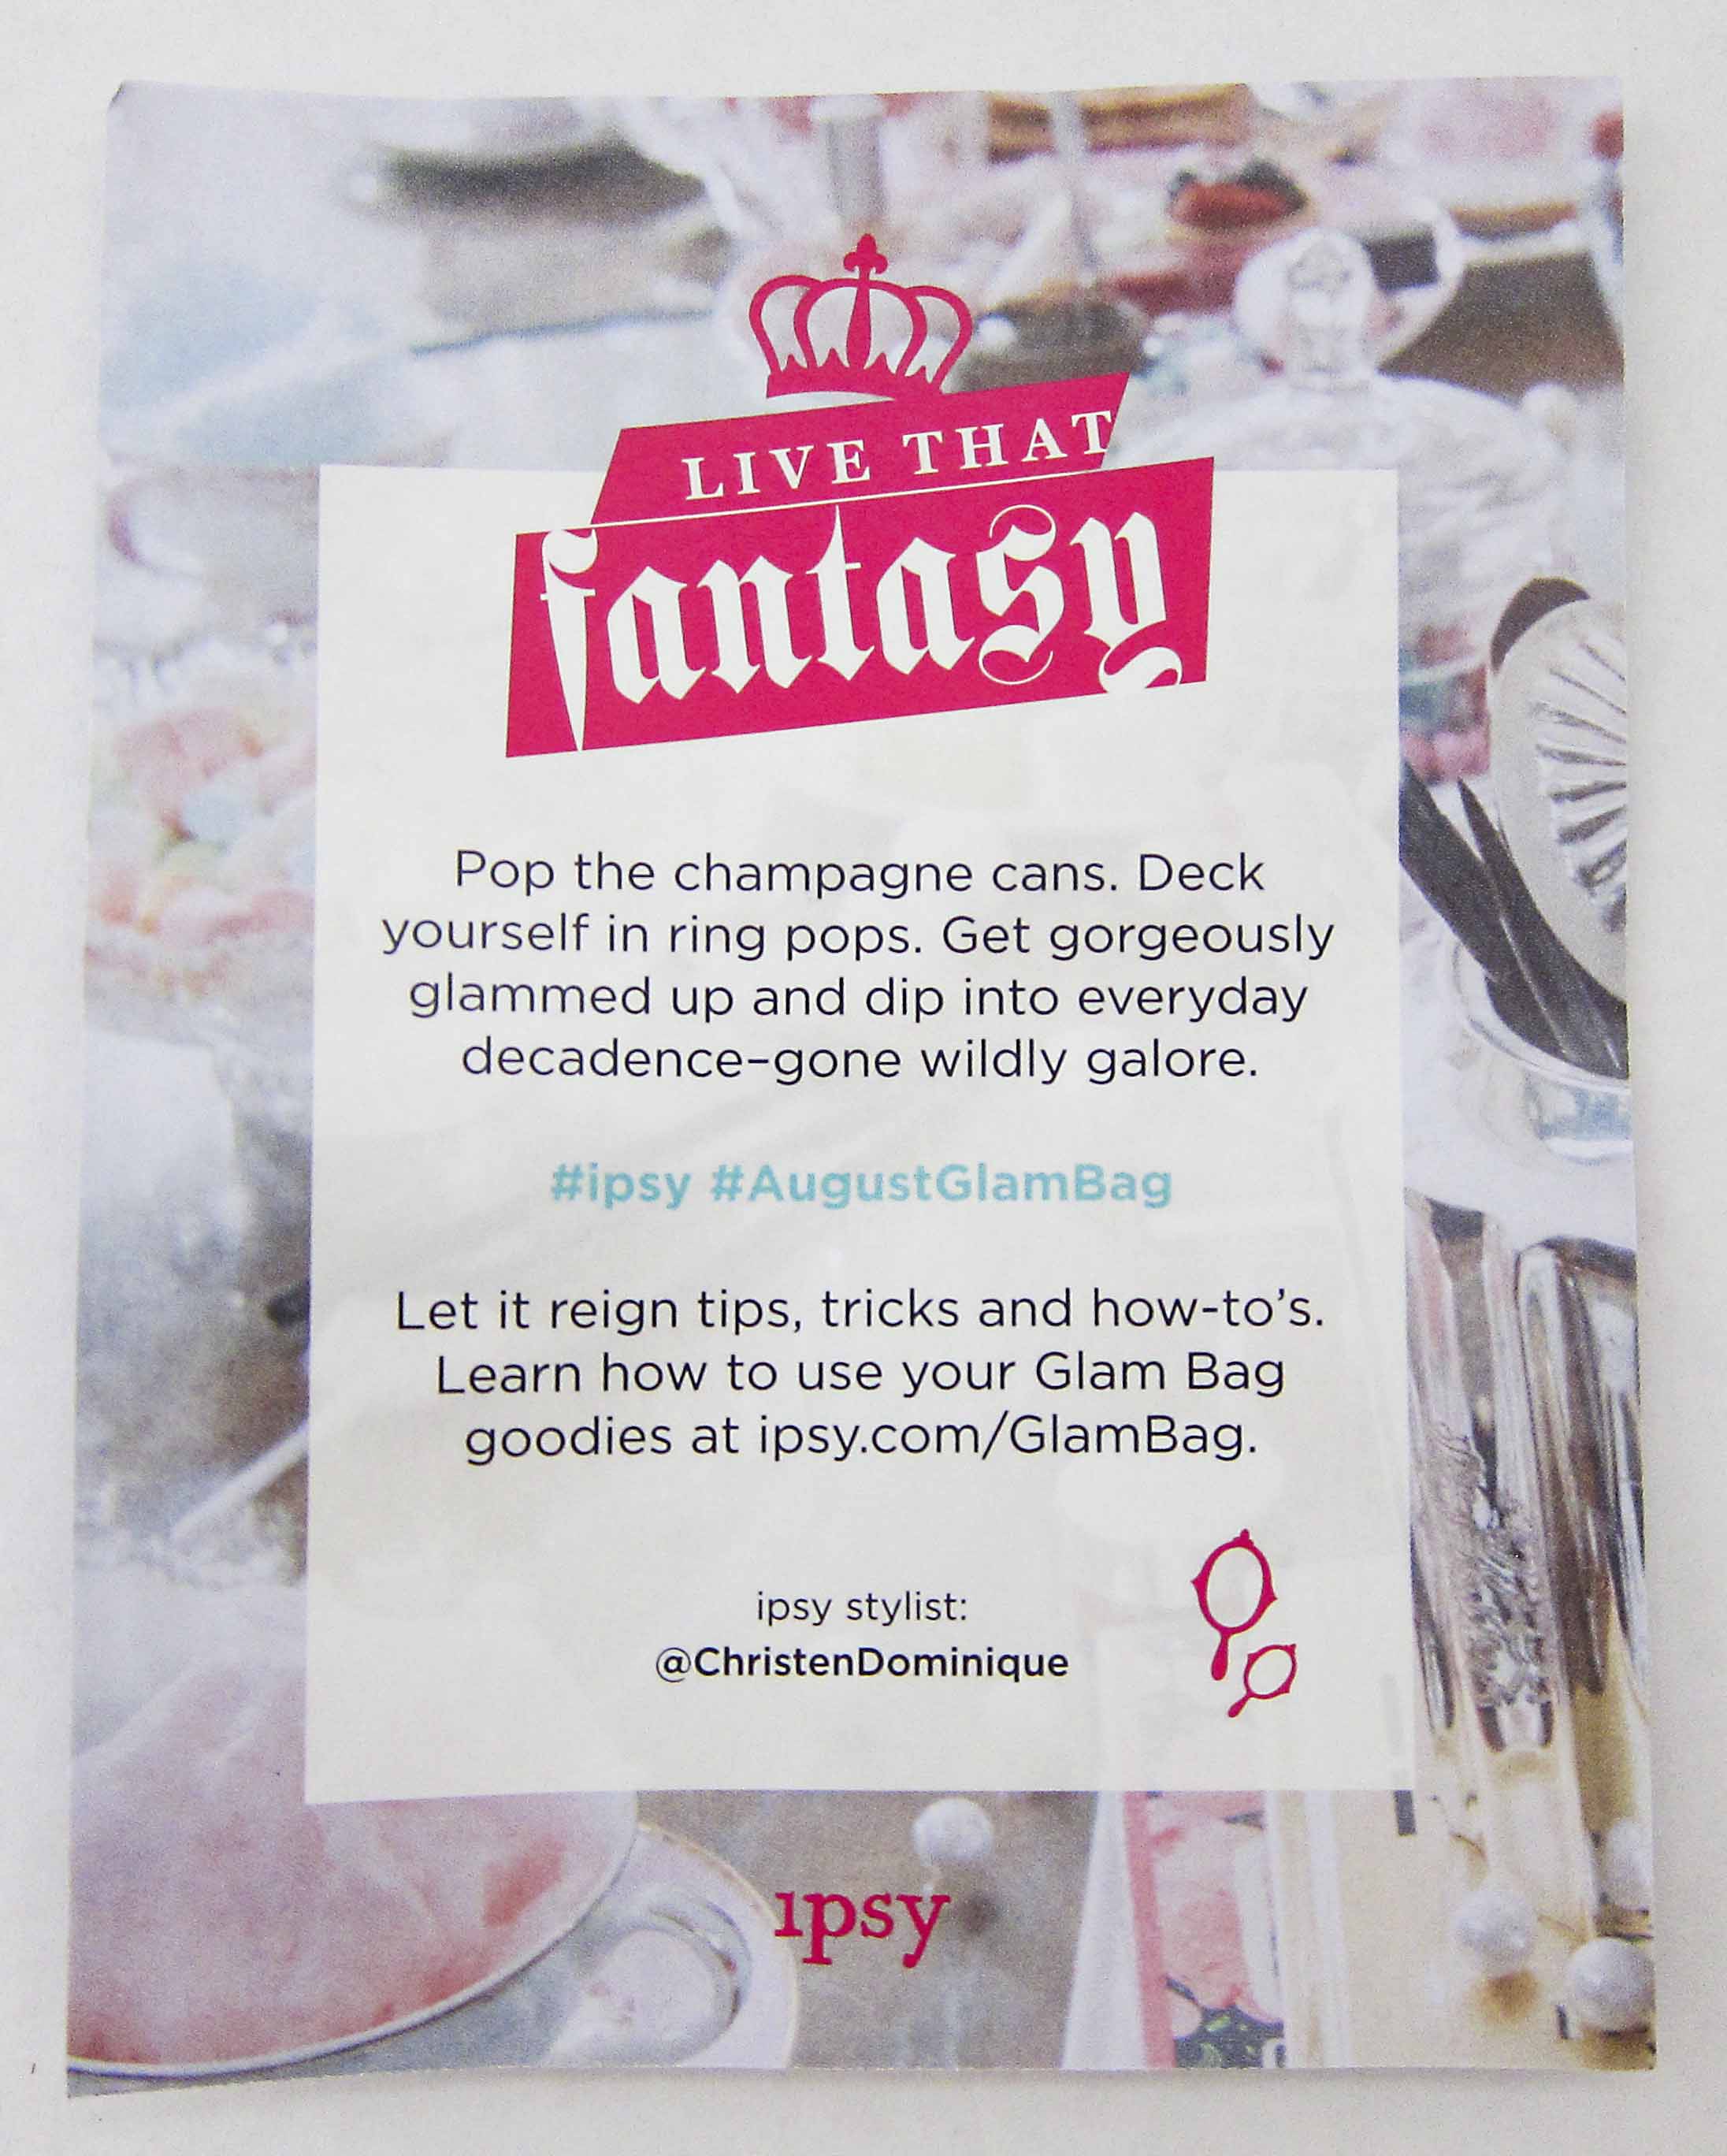 LIVE THAT
fantasy
Pop the champagne cans. Deck
yourself in ring pops. Get gorgeously
glammed up and dip into everyday
decadence–gone wildly galore.
#ipsy #AugustGlamBag
Let it reign tips, tricks and how-to's.
Learn how to use your Glam Bag
goodies at ipsy.com/GlamBag.
ipsy stylist:
@ChristenDominique
ipsy